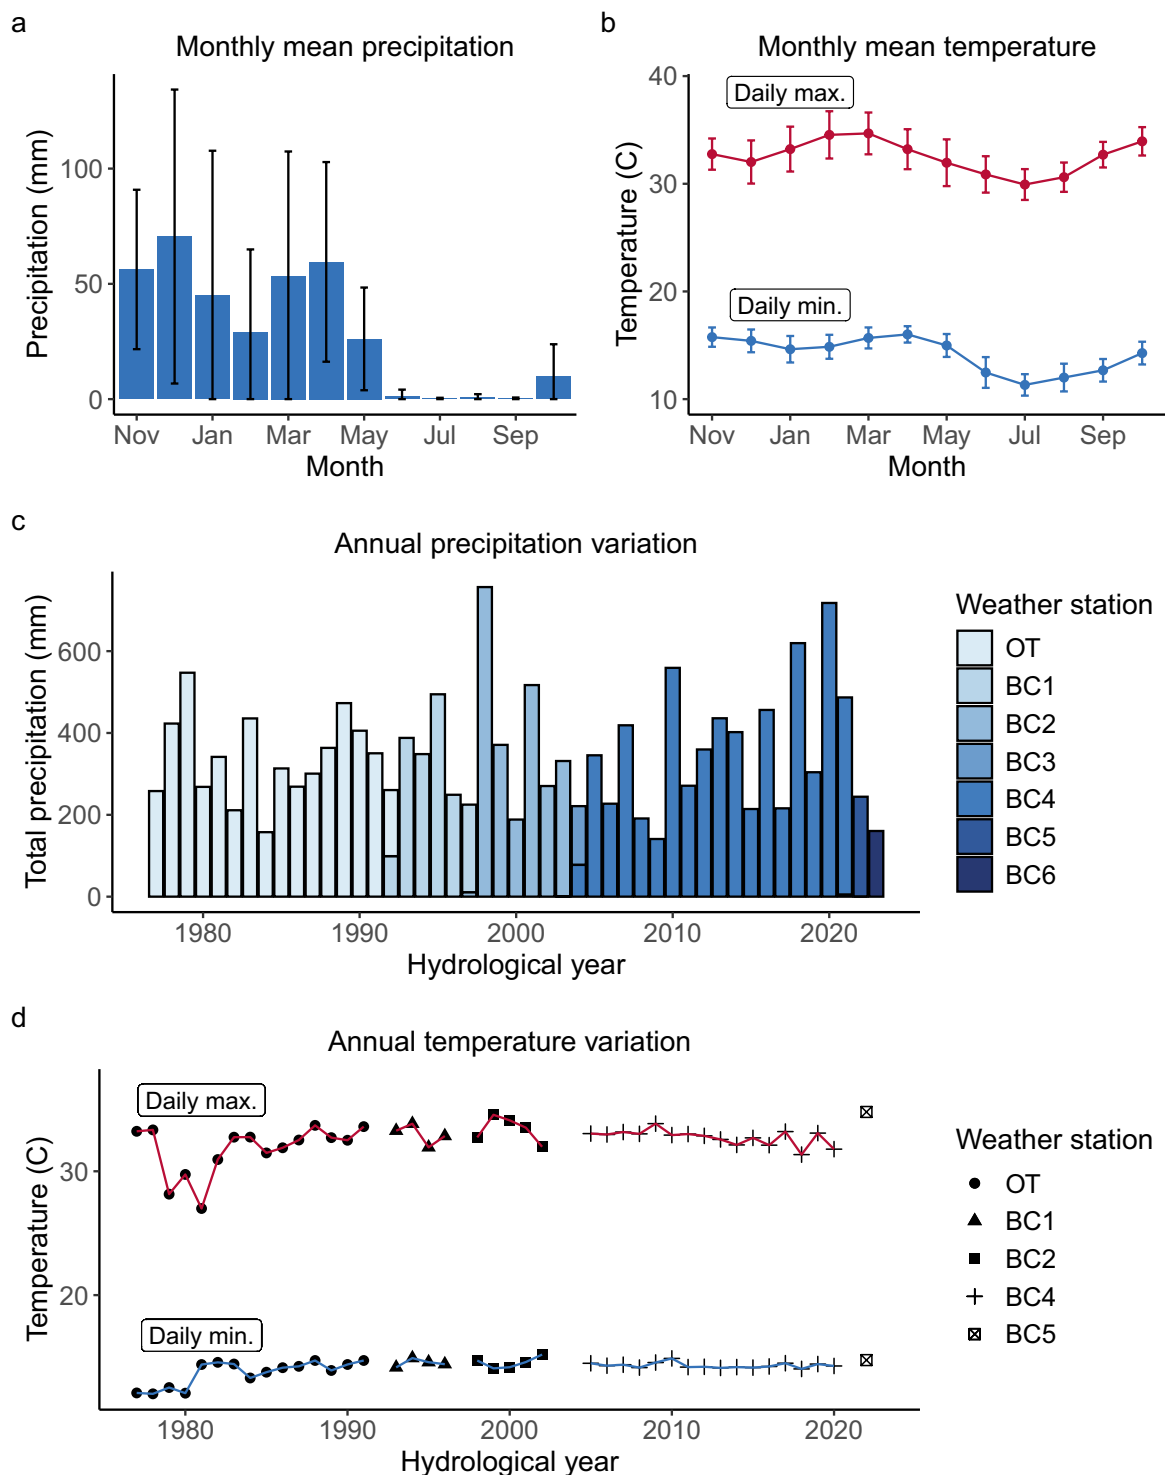 a
Monthly mean precipitation
Precipitation (mm)
100
50
0
Nov Jan Mar May Jul Sep
Month
b
Monthly mean temperature
Temperature (C)
40
30
20
10
Daily max.
Daily min.
Nov Jan Mar May Jul Sep
Month
c
Annual precipitation variation
Total precipitation (mm)
600
400
200
0
1980 1990 2000 2010 2020
Hydrological year
Weather station
OT
BC1
BC2
BC3
BC4
BC5
BC6
d
Annual temperature variation
Temperature (C)
30
20
Daily max.
Daily min.
1980 1990 2000 2010 2020
Hydrological year
Weather station
OT
BC1
BC2
BC4
BC5